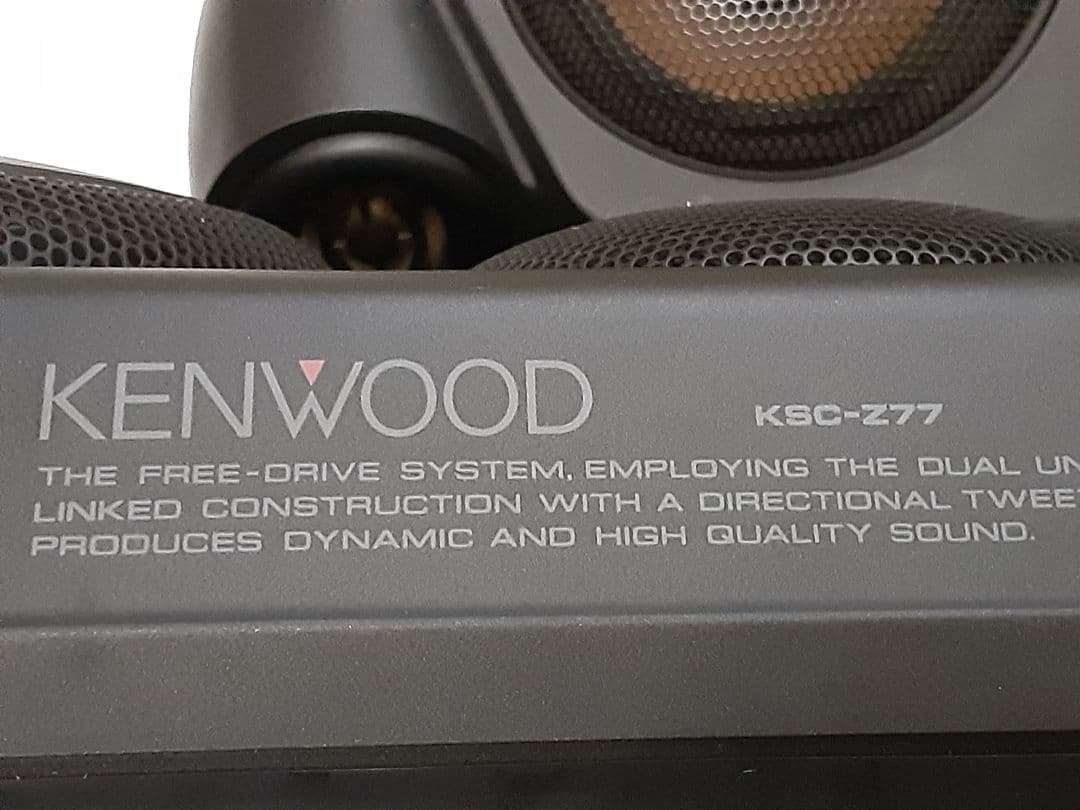 KENWOOD
KSC-Z77
THE FREE-DRIVE SYSTEM, EMPLOYING THE DUAL
LINKED CONSTRUCTION WITH A DIRECTIONAL
PRODUCES DYNAMIC AND HIGH QUALITY SOUND.